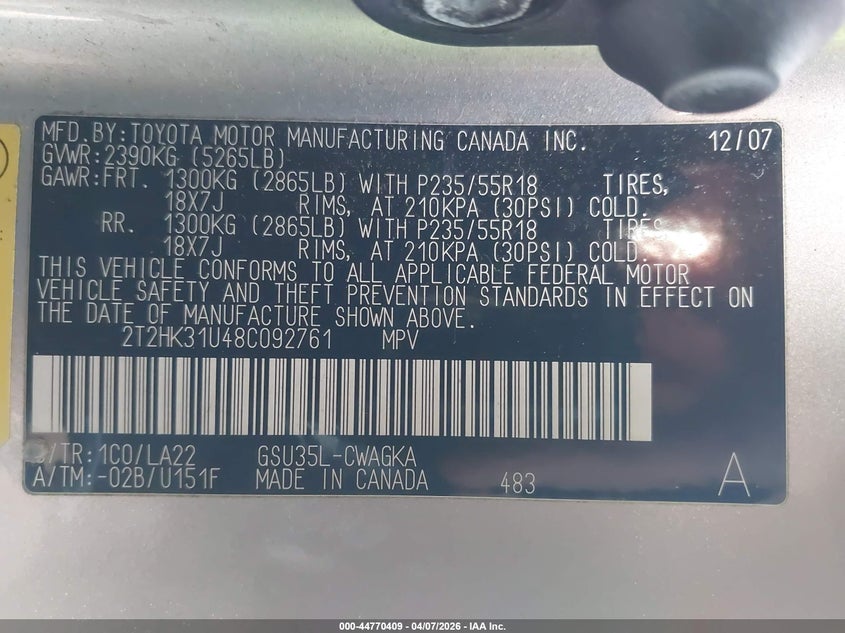 MFD.BY:TOYOTA MOTOR MANUFACTURING CANADA INC. 12/07
GVWR:2390KG (5265LB)
GAWR:FRT. 1300KG (2865LB) WITH P235/55R18 TIRES,
18X7J RIMS, AT 210KPA (30PSI) COLD.
RR. 1300KG (2865LB) WITH P235/55R18 TIRES,
18X7J RIMS, AT 210KPA (30PSI) COLD.
THIS VEHICLE CONFORMS TO ALL APPLICABLE FEDERAL MOTOR
VEHICLE SAFETY AND THEFT PREVENTION STANDARDS IN EFFECT ON
THE DATE OF MANUFACTURE SHOWN ABOVE.
2T2HK31U48C092761 MPV
/TR:1C0/LA22 GSU35L-CWAGKA
A/TM:-02B/U151F MADE IN CANADA 483 A
000-44770409 - 04/07/2026 - IAA Inc.